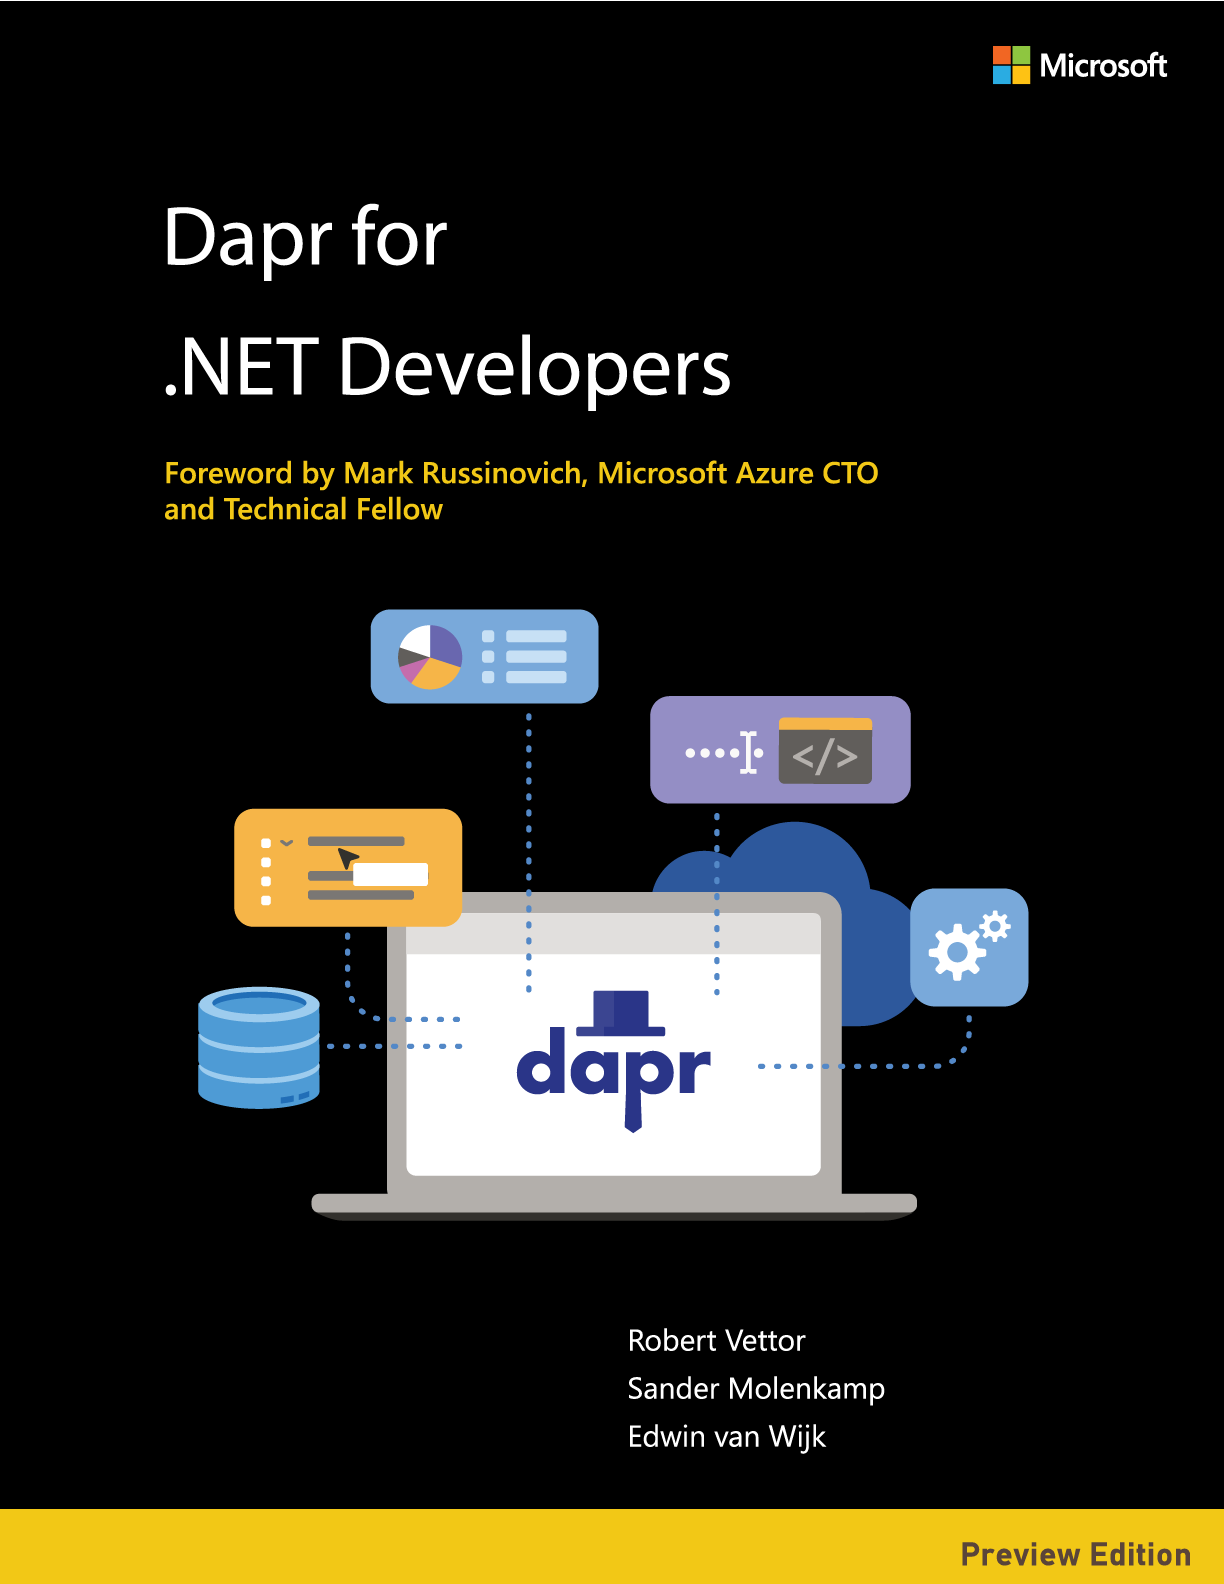 Microsoft
Dapr for
.NET Developers
Foreword by Mark Russinovich, Microsoft Azure CTO
and Technical Fellow
</>
dapr
Robert Vettor
Sander Molenkamp
Edwin van Wijk
Preview Edition